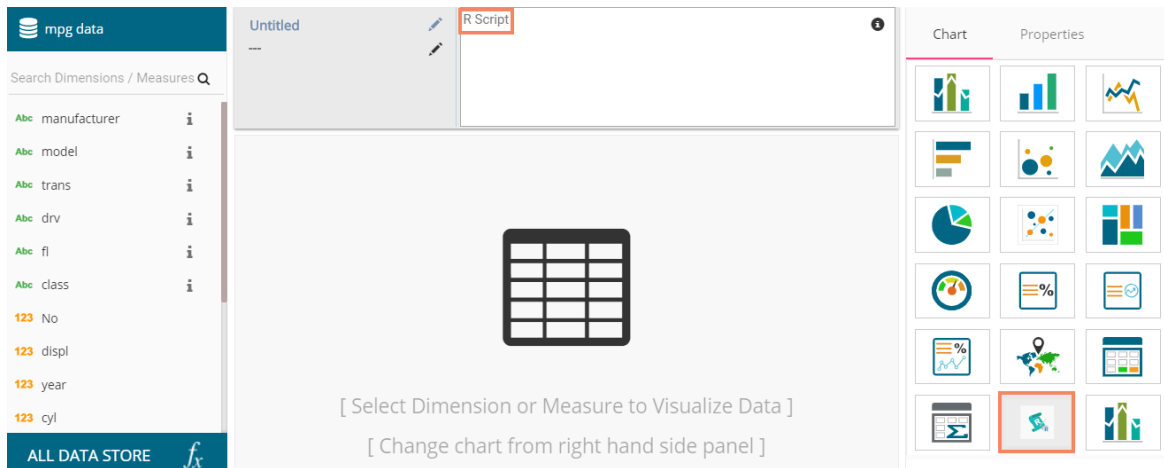 mpg data
Search Dimensions / Measures
Abc manufacturer i
Abc model i
Abc trans i
Abc drv i
Abc fl i
Abc class i
123 No
123 displ
123 year
123 cyl
ALL DATA STORE fx
Untitled
---
R Script
[ Select Dimension or Measure to Visualize Data ]
[ Change chart from right hand side panel ]
Chart Properties
%
%